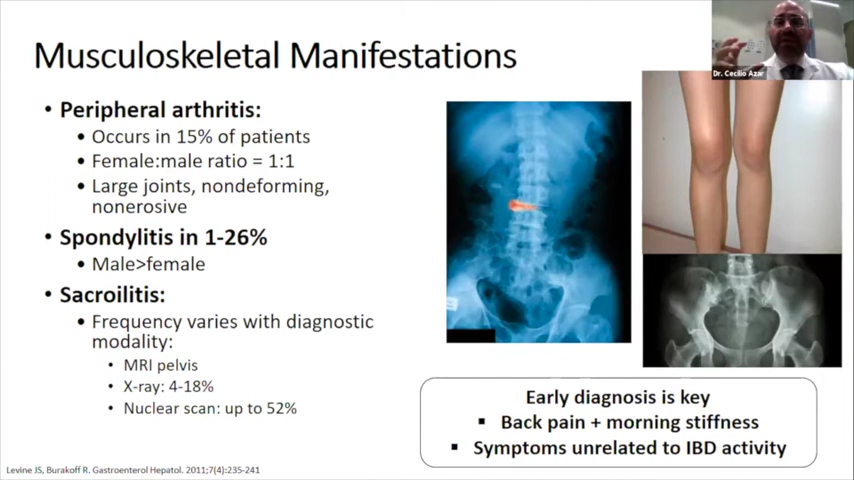 Musculoskeletal Manifestations
Dr. Cecilio Azar
• Peripheral arthritis:
• Occurs in 15% of patients
• Female:male ratio = 1:1
• Large joints, nondeforming,
nonerosive
• Spondylitis in 1-26%
• Male>female
• Sacroilitis:
• Frequency varies with diagnostic
modality:
• MRI pelvis
• X-ray: 4-18%
• Nuclear scan: up to 52%
Early diagnosis is key
▪ Back pain + morning stiffness
▪ Symptoms unrelated to IBD activity
Levine JS, Burakoff R. Gastroenterol Hepatol. 2011;7(4):235-241